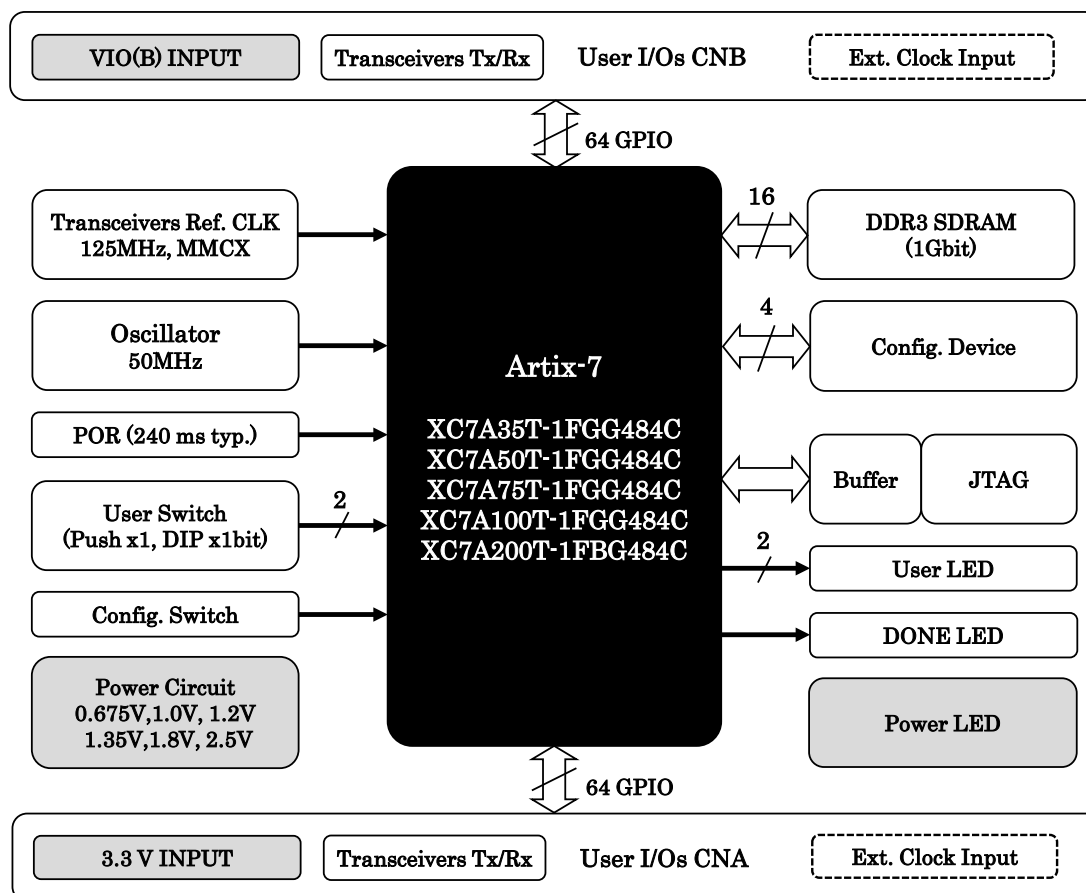 VIO(B) INPUT
Transceivers Tx/Rx
User I/Os CNB
Ext. Clock Input
64 GPIO
Transceivers Ref. CLK
125MHz, MMCX
Oscillator
50MHz
POR (240 ms typ.)
User Switch
(Push x1, DIP x1bit)
2
Config. Switch
Power Circuit
0.675V,1.0V, 1.2V
1.35V,1.8V, 2.5V
Artix-7
XC7A35T-1FGG484C
XC7A50T-1FGG484C
XC7A75T-1FGG484C
XC7A100T-1FGG484C
XC7A200T-1FBG484C
16
DDR3 SDRAM
(1Gbit)
4
Config. Device
Buffer
JTAG
2
User LED
DONE LED
Power LED
64 GPIO
3.3 V INPUT
Transceivers Tx/Rx
User I/Os CNA
Ext. Clock Input